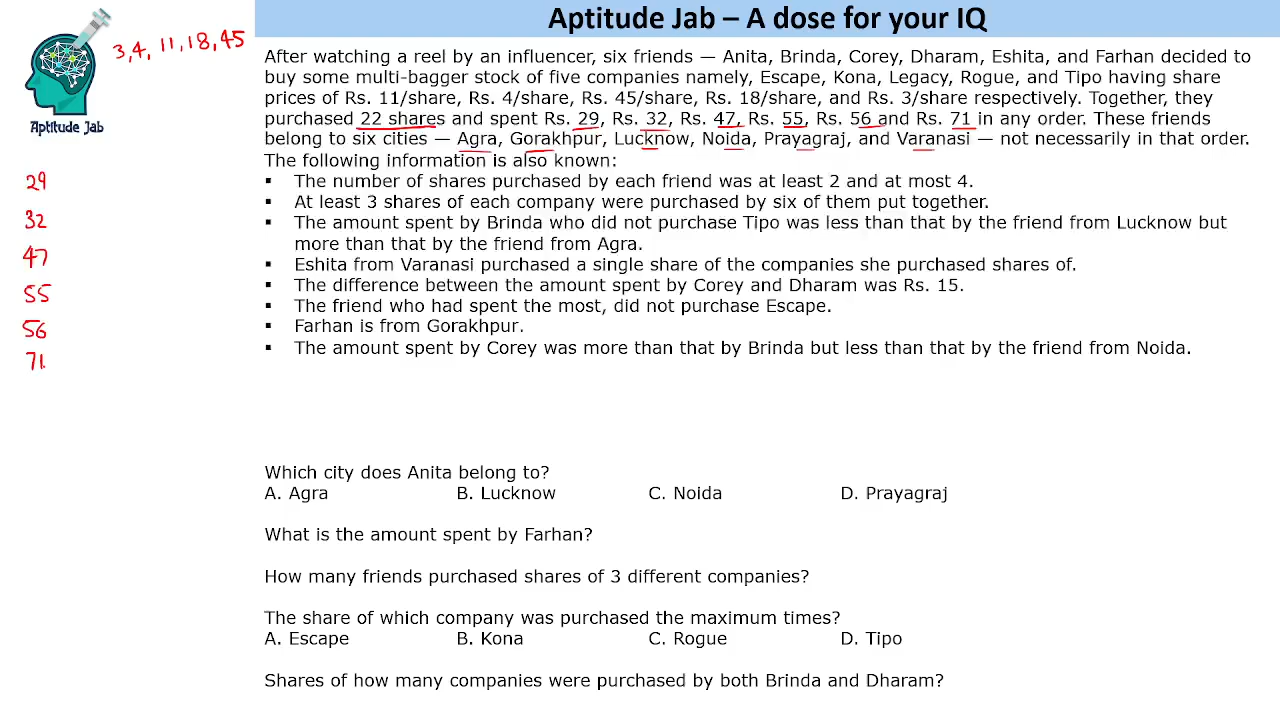 Aptitude Jab – A dose for your IQ
3,4, 11,18,45
Aptitude Jab
After watching a reel by an influencer, six friends — Anita, Brinda, Corey, Dharam, Eshita, and Farhan decided to
buy some multi-bagger stock of five companies namely, Escape, Kona, Legacy, Rogue, and Tipo having share
prices of Rs. 11/share, Rs. 4/share, Rs. 45/share, Rs. 18/share, and Rs. 3/share respectively. Together, they
purchased 22 shares and spent Rs. 29, Rs. 32, Rs. 47, Rs. 55, Rs. 56 and Rs. 71 in any order. These friends
belong to six cities — Agra, Gorakhpur, Lucknow, Noida, Prayagraj, and Varanasi — not necessarily in that order.
The following information is also known:
▪ The number of shares purchased by each friend was at least 2 and at most 4.
▪ At least 3 shares of each company were purchased by six of them put together.
▪ The amount spent by Brinda who did not purchase Tipo was less than that by the friend from Lucknow but
more than that by the friend from Agra.
▪ Eshita from Varanasi purchased a single share of the companies she purchased shares of.
▪ The difference between the amount spent by Corey and Dharam was Rs. 15.
▪ The friend who had spent the most, did not purchase Escape.
▪ Farhan is from Gorakhpur.
▪ The amount spent by Corey was more than that by Brinda but less than that by the friend from Noida.
29
32
47
55
56
71
Which city does Anita belong to?
A. Agra B. Lucknow C. Noida D. Prayagraj
What is the amount spent by Farhan?
How many friends purchased shares of 3 different companies?
The share of which company was purchased the maximum times?
A. Escape B. Kona C. Rogue D. Tipo
Shares of how many companies were purchased by both Brinda and Dharam?